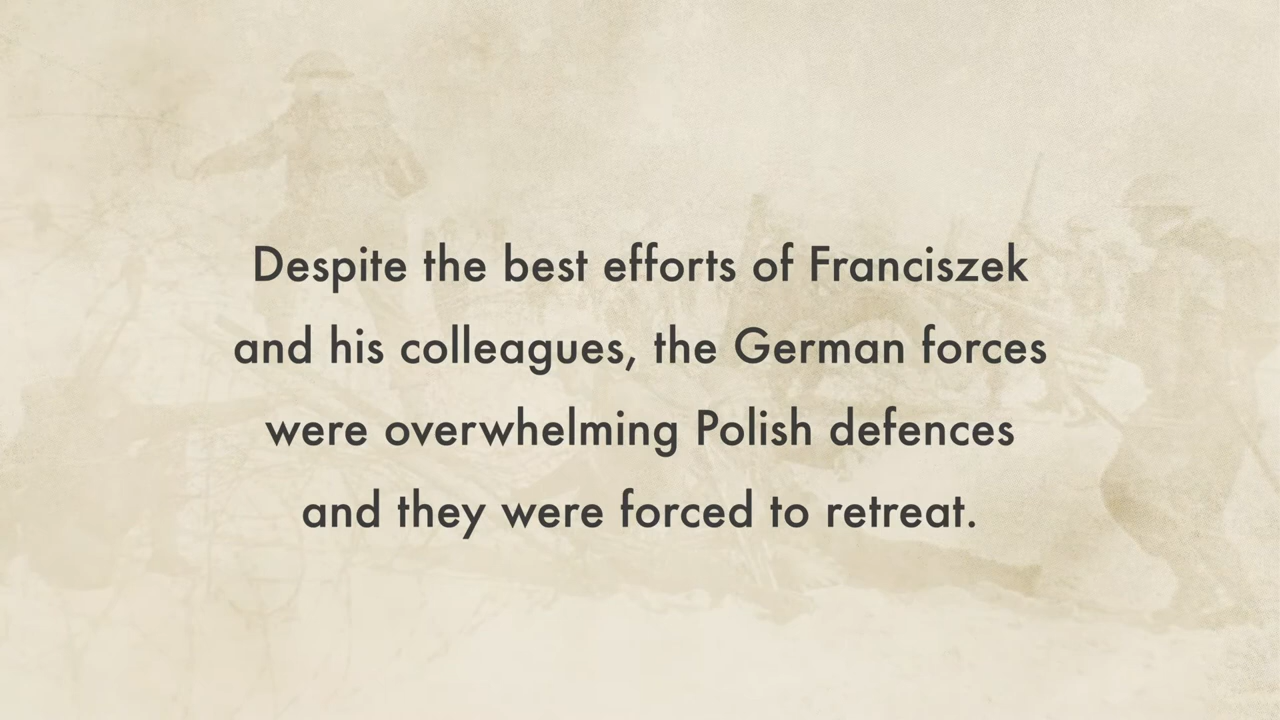 Despite the best efforts of Franciszek
and his colleagues, the German forces
were overwhelming Polish defences
and they were forced to retreat.